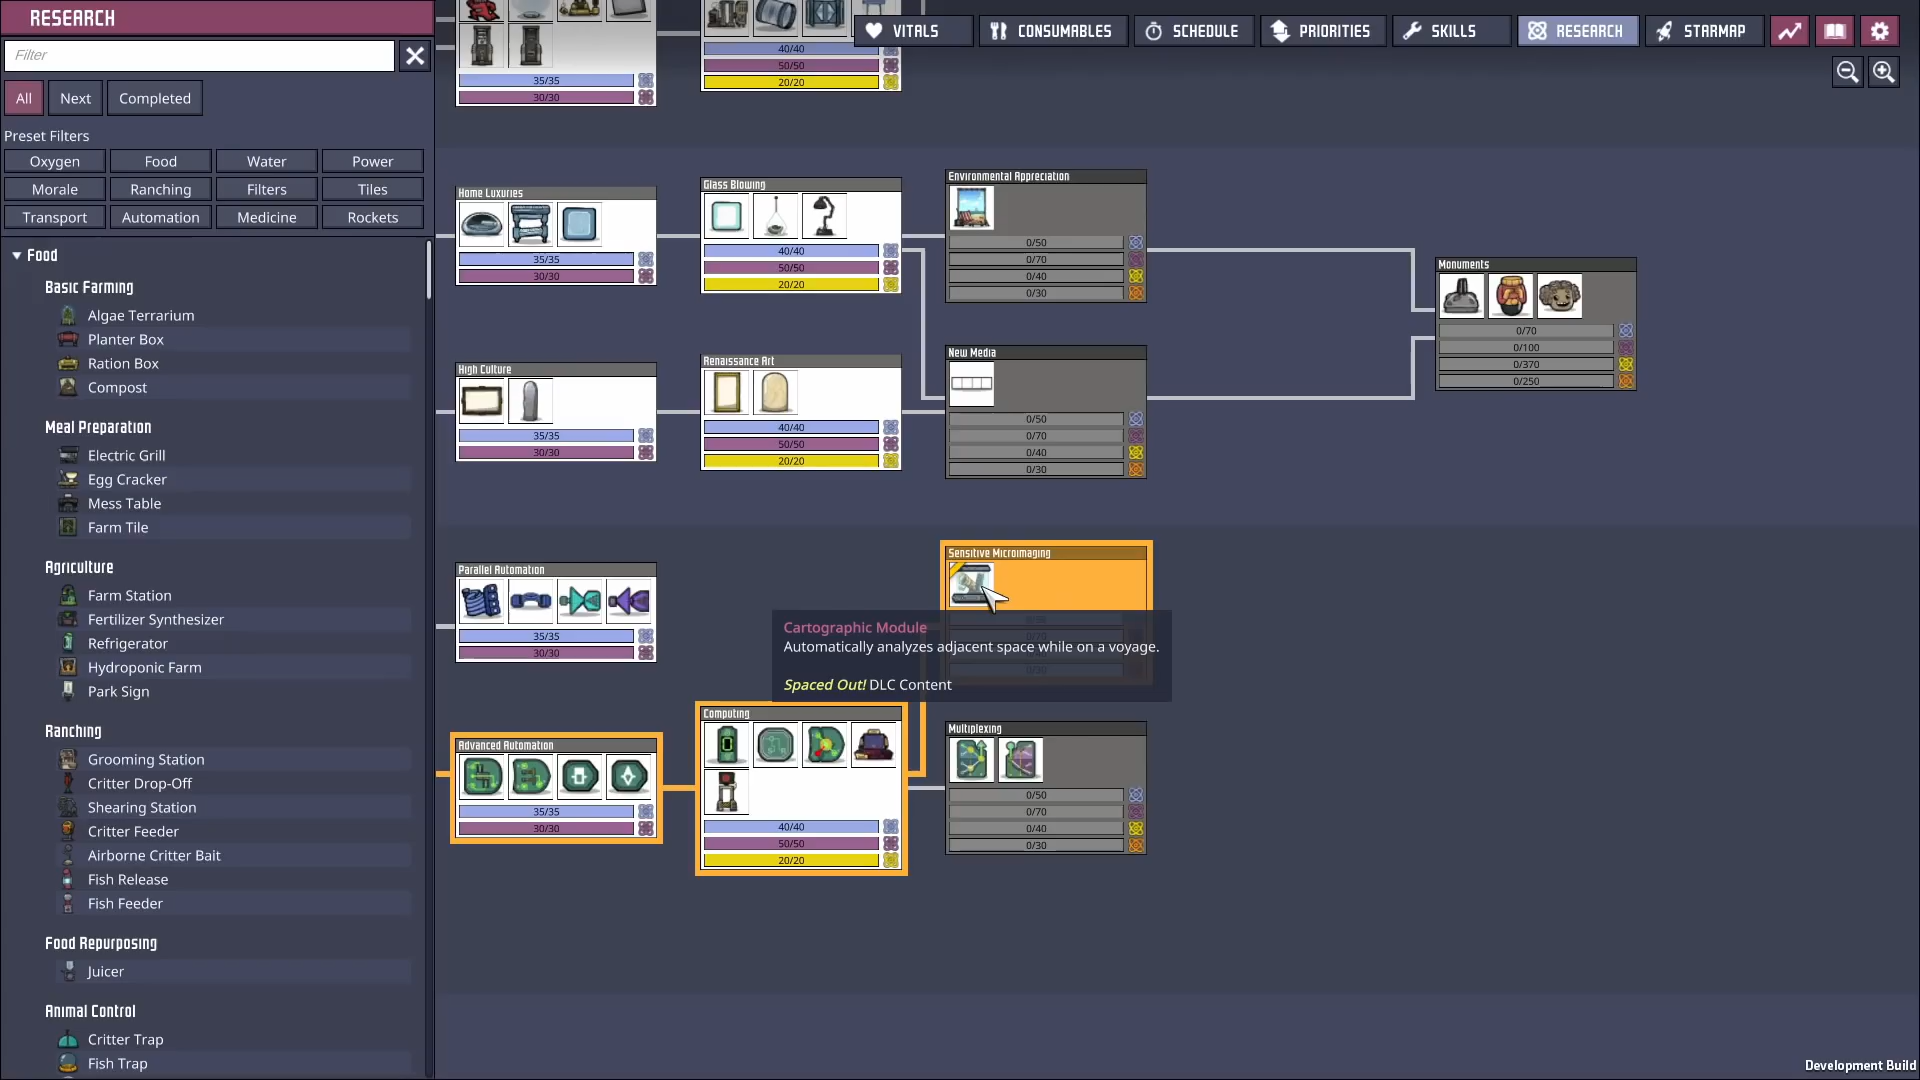 RESEARCH
VITALS
CONSUMABLES
SCHEDULE
PRIORITIES
SKILLS
RESEARCH
STARMAP
Filter
All
Next
Completed
Preset Filters
Oxygen
Food
Water
Power
Morale
Ranching
Filters
Tiles
Transport
Automation
Medicine
Rockets
Food
Basic Farming
Algae Terrarium
Planter Box
Ration Box
Compost
Meal Preparation
Electric Grill
Egg Cracker
Mess Table
Farm Tile
Agriculture
Farm Station
Fertilizer Synthesizer
Refrigerator
Hydroponic Farm
Park Sign
Ranching
Grooming Station
Critter Drop-Off
Shearing Station
Critter Feeder
Airborne Critter Bait
Fish Release
Fish Feeder
Food Repurposing
Juicer
Animal Control
Critter Trap
Fish Trap
35/35
30/30
40/40
50/50
20/20
Home Luxuries
35/35
30/30
Glass Blowing
40/40
50/50
20/20
Environmental Appreciation
0/50
0/70
0/40
0/30
Monuments
0/70
0/100
0/370
0/250
High Culture
35/35
30/30
Renaissance Art
40/40
50/50
20/20
New Media
0/50
0/70
0/40
0/30
Parallel Automation
35/35
30/30
Sensitive Microimaging
Cartographic Module
Automatically analyzes adjacent space while on a voyage.
Spaced Out! DLC Content
Advanced Automation
35/35
30/30
Computing
40/40
50/50
20/20
Multiplexing
0/50
0/70
0/40
0/30
Development Build